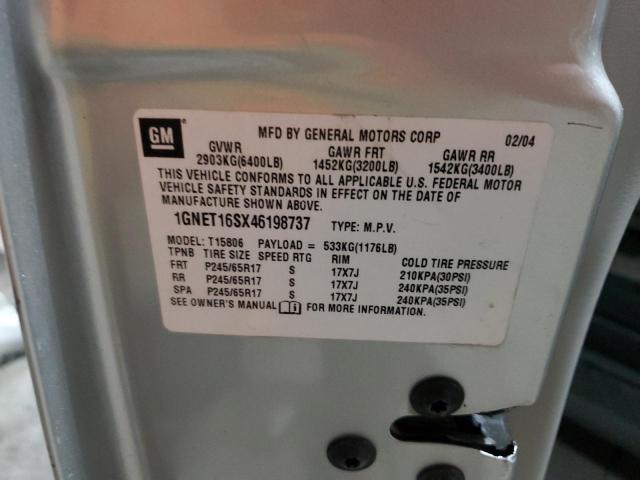 GM
MFD BY GENERAL MOTORS CORP 02/04
GVWR GAWR FRT GAWR RR
2903KG(6400LB) 1452KG(3200LB) 1542KG(3400LB)
THIS VEHICLE CONFORMS TO ALL APPLICABLE U.S. FEDERAL MOTOR
VEHICLE SAFETY STANDARDS IN EFFECT ON THE DATE OF
MANUFACTURE SHOWN ABOVE.
1GNET16SX46198737 TYPE: M.P.V.
MODEL: T15806 PAYLOAD = 533KG(1176LB)
TPNB TIRE SIZE SPEED RTG RIM COLD TIRE PRESSURE
FRT P245/65R17 S 17X7J 210KPA(30PSI)
RR P245/65R17 S 17X7J 240KPA(35PSI)
SPA P245/65R17 S 17X7J 240KPA(35PSI)
SEE OWNER'S MANUAL FOR MORE INFORMATION.